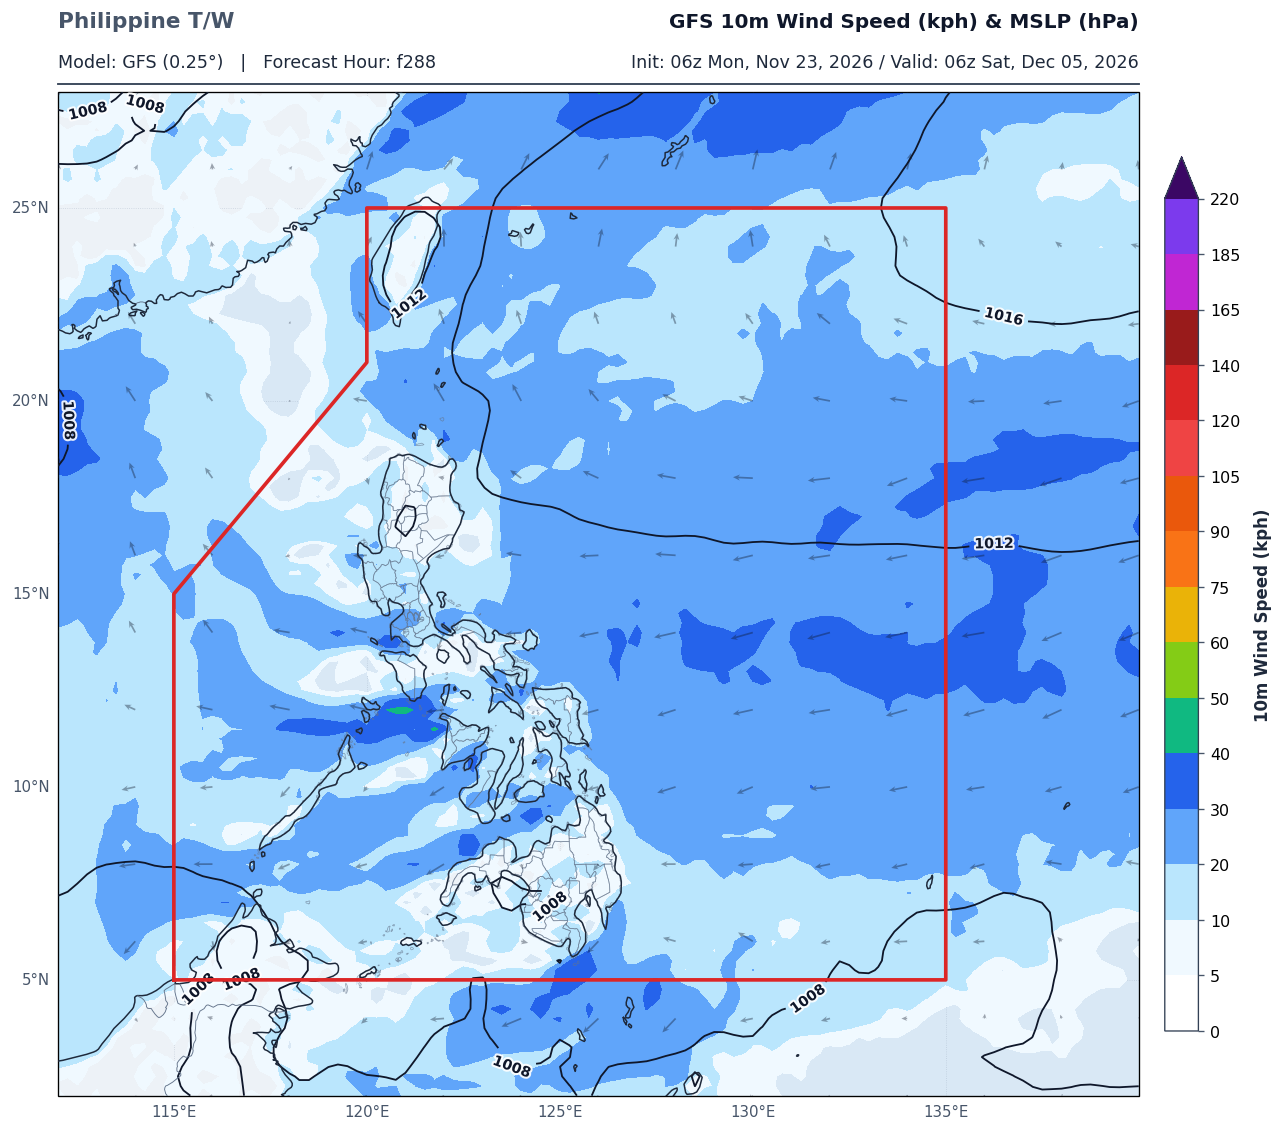 Philippine T/W
GFS 10m Wind Speed (kph) & MSLP (hPa)
Model: GFS (0.25°) | Forecast Hour: f288
Init: 06z Mon, Nov 23, 2026 / Valid: 06z Sat, Dec 05, 2026
1008
1008
25°N
1012
1016
20°N
1008
1012
15°N
10°N
1008
1008
1008
5°N
1008
1008
115°E
120°E
125°E
130°E
135°E
220
185
165
140
120
105
90
75
60
50
40
30
20
10
5
0
10m Wind Speed (kph)